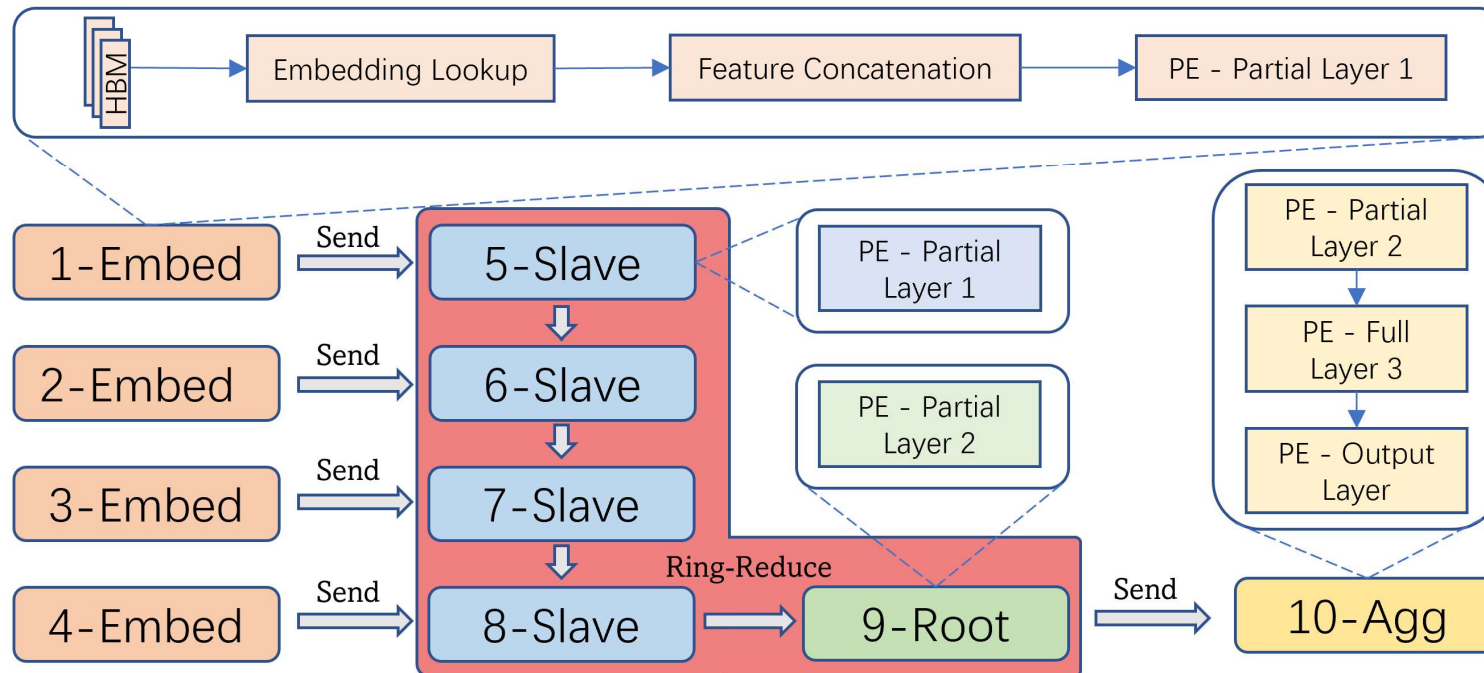 HBM
Embedding Lookup
Feature Concatenation
PE - Partial Layer 1
1-Embed
Send
5-Slave
PE - Partial
Layer 1
PE - Partial
Layer 2
PE - Full
Layer 3
PE - Output
Layer
2-Embed
Send
6-Slave
PE - Partial
Layer 2
3-Embed
Send
7-Slave
Ring-Reduce
4-Embed
Send
8-Slave
9-Root
Send
10-Agg